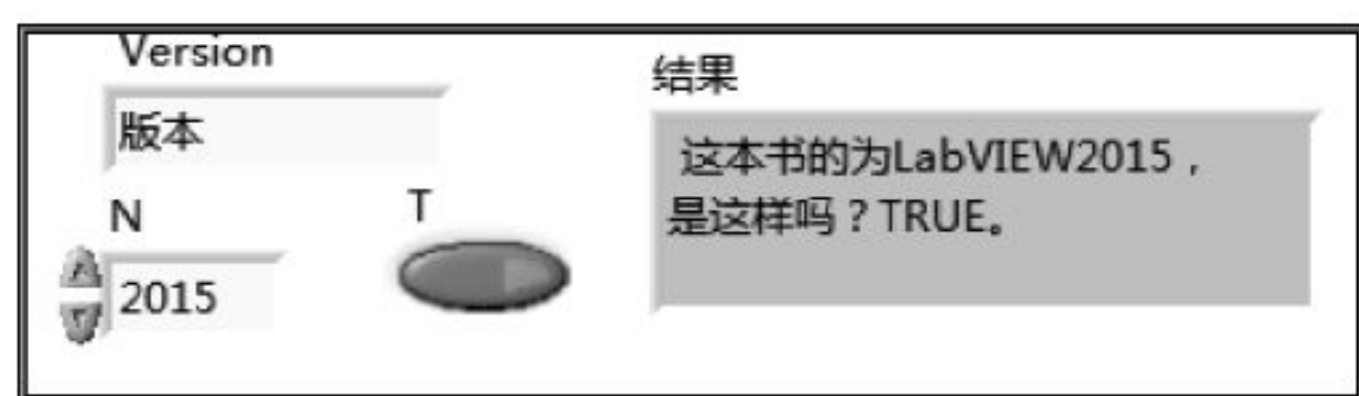 Version
版本
N
2015
T
结果
这本书的为LabVIEW2015，
是这样吗？TRUE。